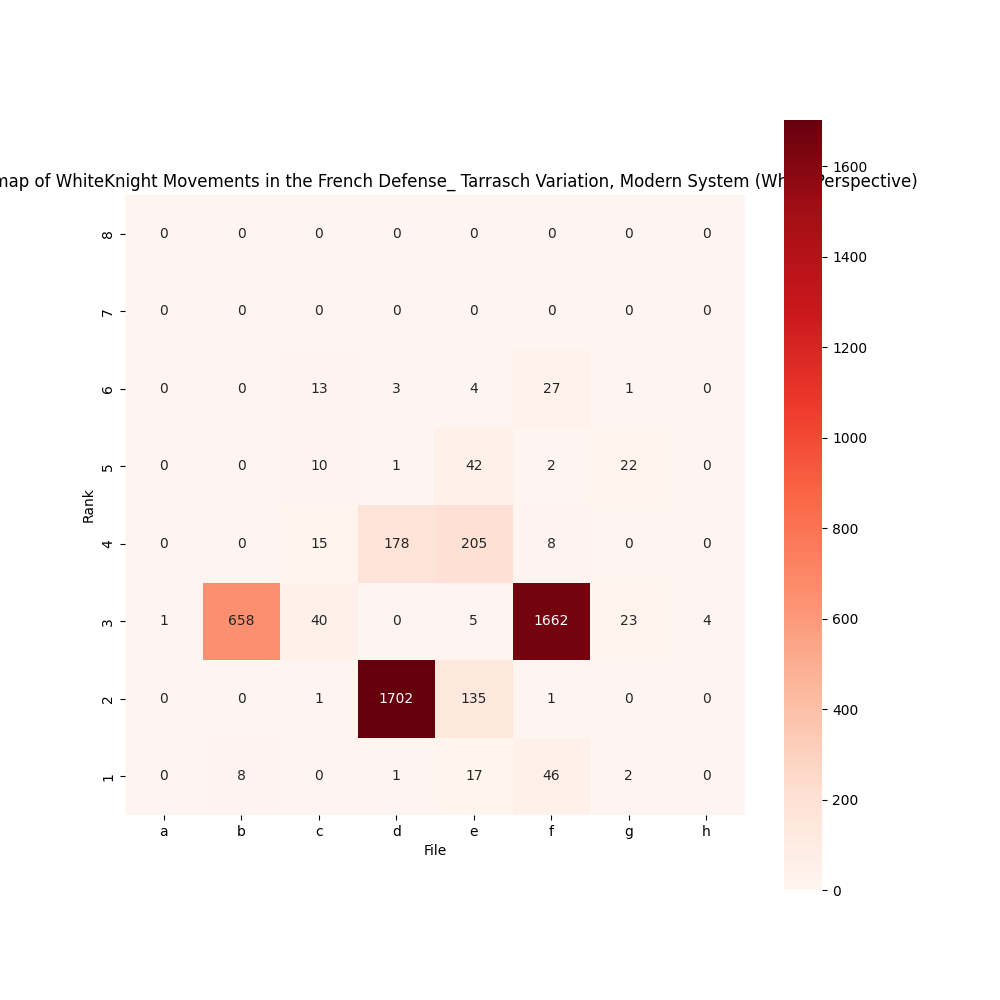 map of WhiteKnight Movements in the French Defense_ Tarrasch Variation, Modern System (Wh Perspective)
8 0 0 0 0 0 0 0 0
7 0 0 0 0 0 0 0 0
6 0 0 13 3 4 27 1 0
5 0 0 10 1 42 2 22 0
4 0 0 15 178 205 8 0 0
3 1 658 40 0 5 1662 23 4
2 0 0 1 1702 135 1 0 0
1 0 8 0 1 17 46 2 0
a b c d e f g h
File
Rank
1600
1400
1200
1000
800
600
400
200
0